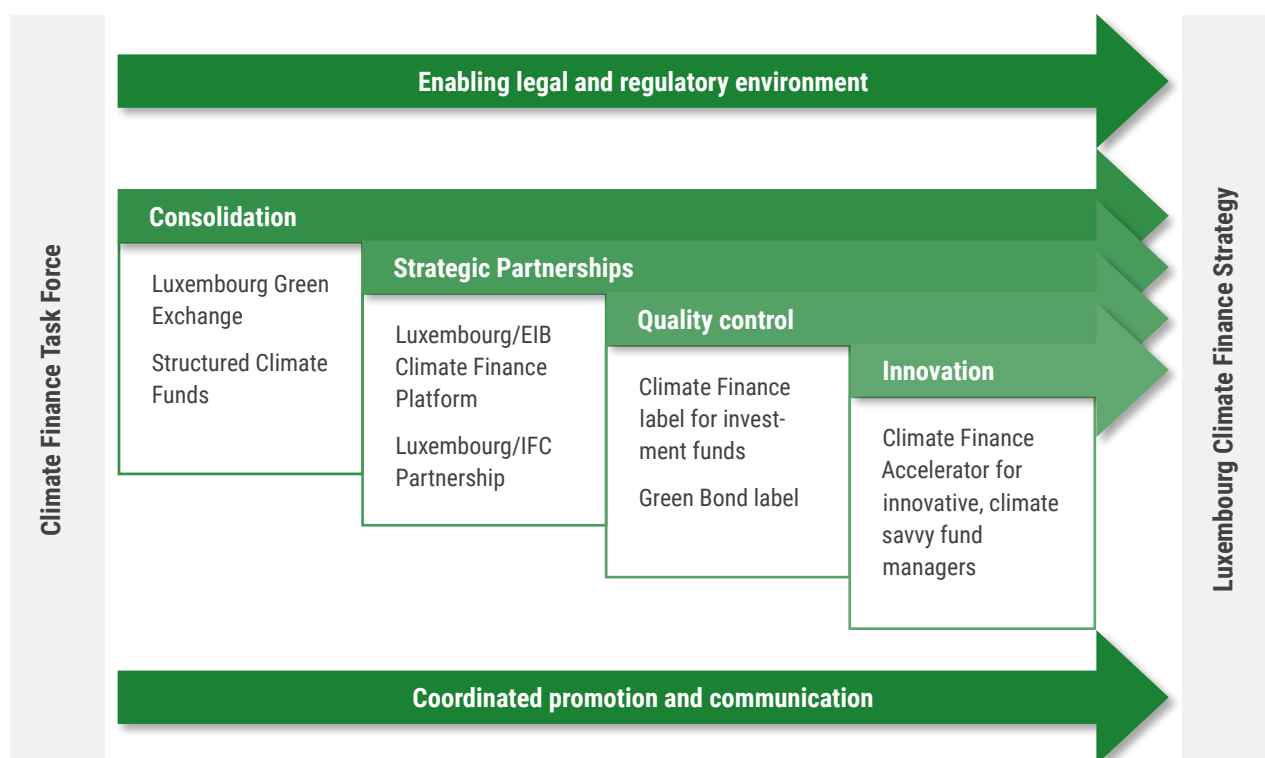 Climate Finance Task Force
Enabling legal and regulatory environment
Consolidation
Luxembourg Green
Exchange
Structured Climate
Funds
Strategic Partnerships
Luxembourg/EIB
Climate Finance
Platform
Luxembourg/IFC
Partnership
Quality control
Climate Finance
label for invest-
ment funds
Green Bond label
Innovation
Climate Finance
Accelerator for
innovative, climate
savvy fund
managers
Coordinated promotion and communication
Luxembourg Climate Finance Strategy